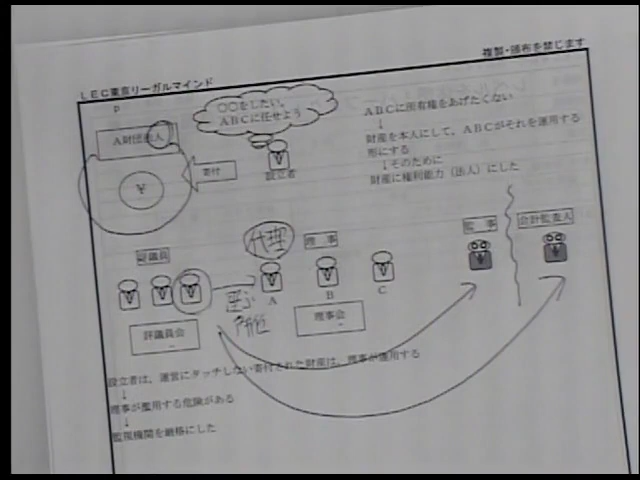 複製・頒布を禁じます
LEC東京リーガルマインド
P
○○をしたい。
ABCに任せよう
A財団法人
¥
寄付
設立者
ABCに所有権をあげたくない
↓
財産を本人にして、ABCがそれを運用する
形にする
↓そのために
財産に権利能力（法人）にした
評議員
代理
理事
監事
会計監査人
A
B
C
選ぶ
評議員会
理事会
設立者は、運営にタッチしない寄付された財産は、理事が運用する
↓
理事が濫用する危険がある
↓
監視機関を厳格にした